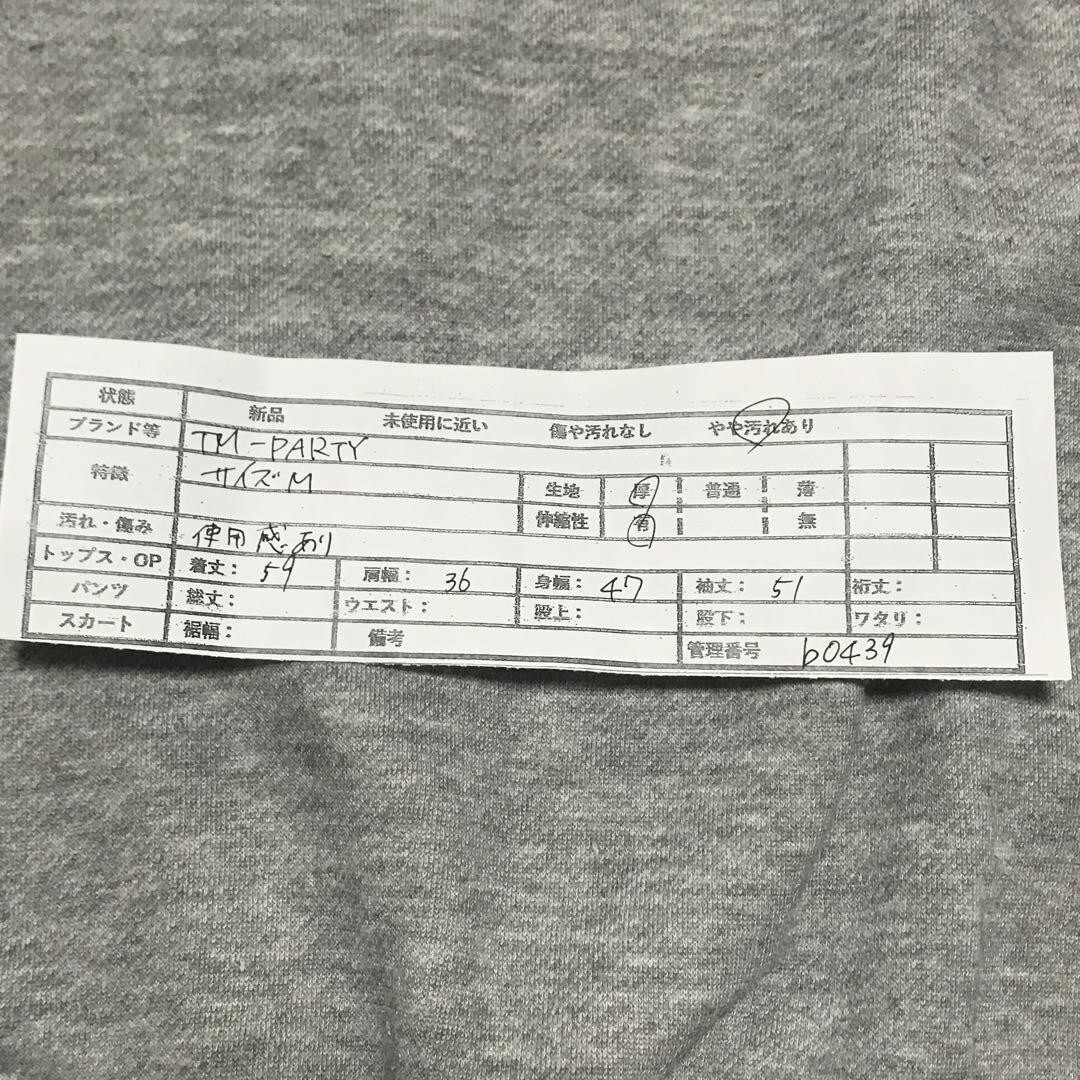 状態 新品 未使用に近い 傷や汚れなし やや汚れあり
ブランド等 TM-PARTY
特徴 サイズM 生地 厚 普通 薄
伸縮性 有 無
汚れ・傷み 使用感あり
トップス・OP 着丈： 59 肩幅： 36 身幅： 47 袖丈： 51 裄丈：
パンツ 総丈： ウエスト： 股上： 股下： ワタリ：
スカート 裾幅： 備考 管理番号 b0439